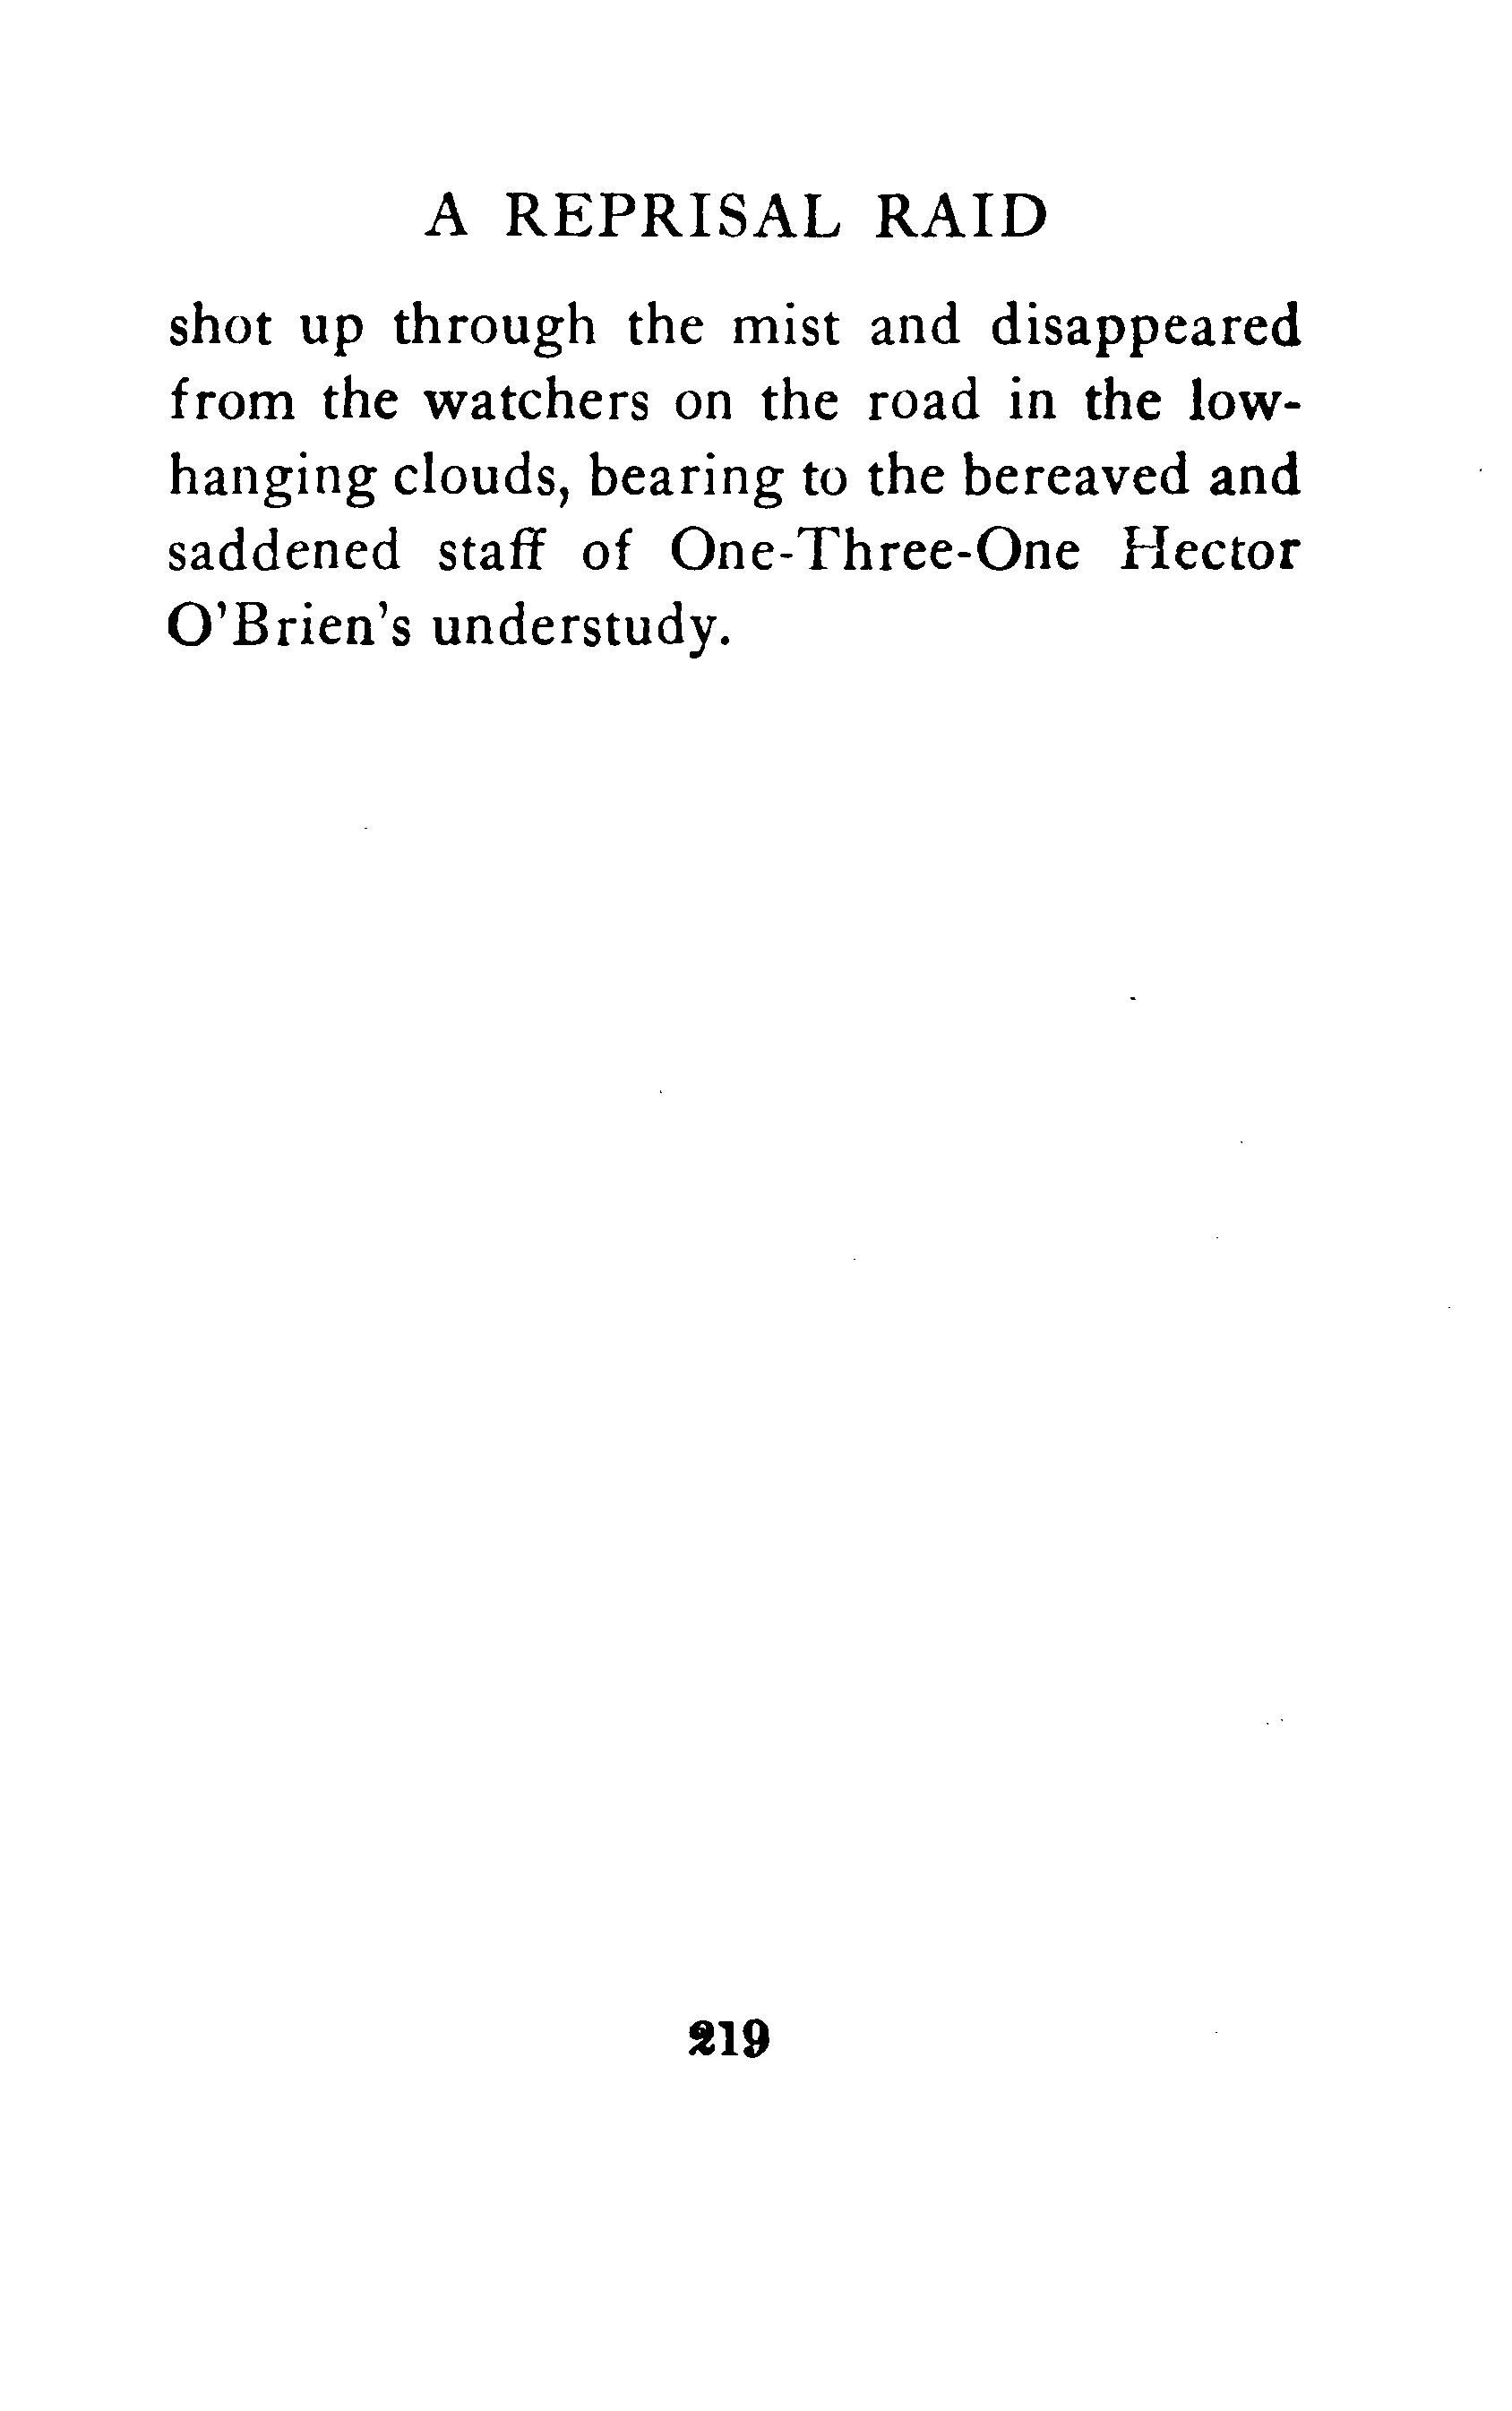 A REPRISAL RAID
shot up through the mist and disappeared
from the watchers on the road in the low-
hanging clouds, bearing to the bereaved and
saddened staff of One-Three-One Hector
O'Brien's understudy.
219